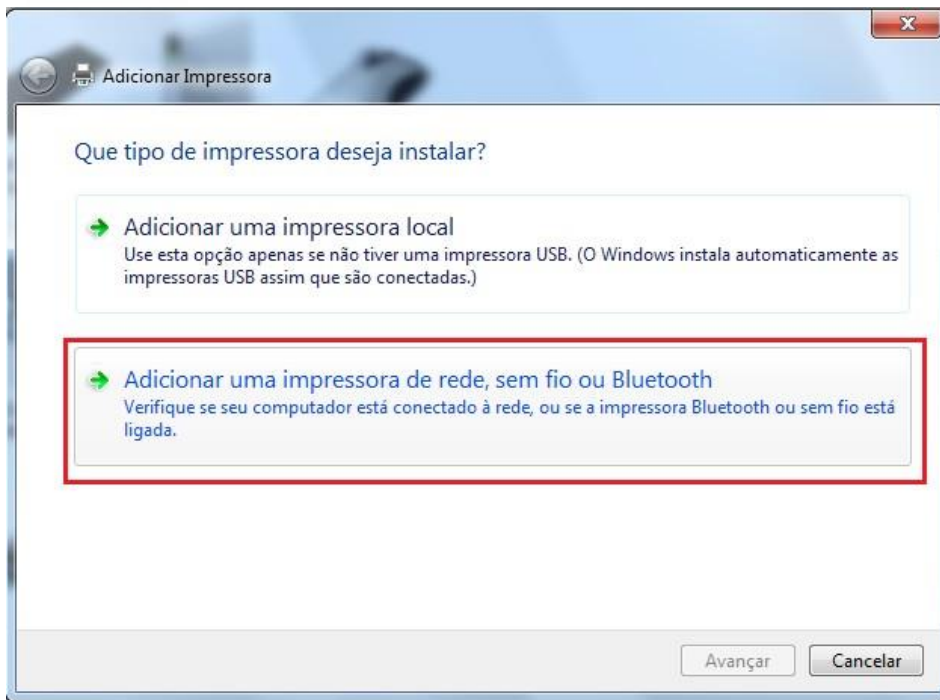 Adicionar Impressora
Que tipo de impressora deseja instalar?
Adicionar uma impressora local
Use esta opção apenas se não tiver uma impressora USB. (O Windows instala automaticamente as
impressoras USB assim que são conectadas.)
Adicionar uma impressora de rede, sem fio ou Bluetooth
Verifique se seu computador está conectado à rede, ou se a impressora Bluetooth ou sem fio está
ligada.
Avançar
Cancelar